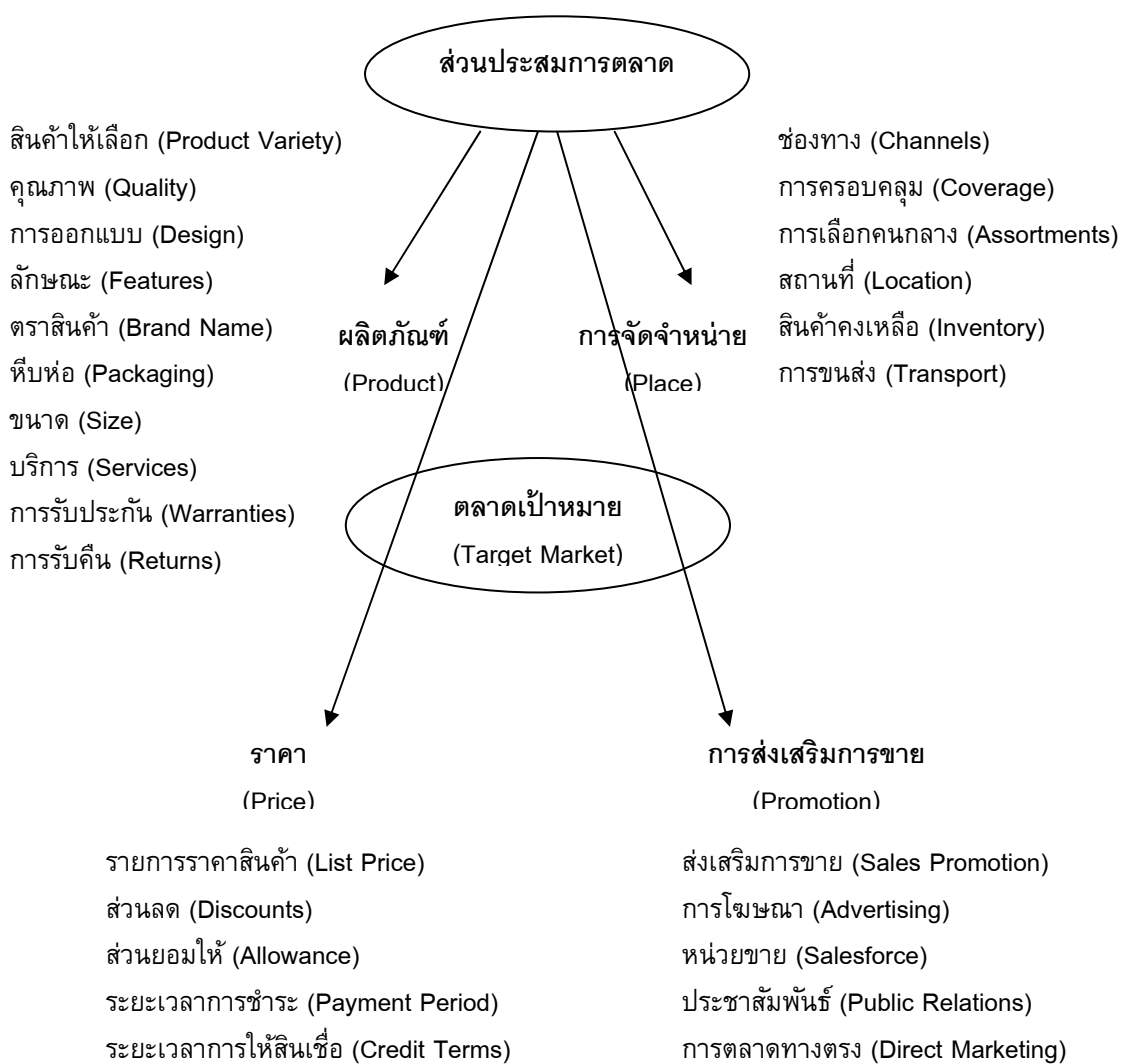 ส่วนประสมการตลาด
สินค้าให้เลือก (Product Variety)
คุณภาพ (Quality)
การออกแบบ (Design)
ลักษณะ (Features)
ตราสินค้า (Brand Name)
หีบห่อ (Packaging)
ขนาด (Size)
บริการ (Services)
การรับประกัน (Warranties)
การรับคืน (Returns)
ผลิตภัณฑ์
(Product)
การจัดจำหน่าย
(Place)
ช่องทาง (Channels)
การครอบคลุม (Coverage)
การเลือกคนกลาง (Assortments)
สถานที่ (Location)
สินค้าคงเหลือ (Inventory)
การขนส่ง (Transport)
ตลาดเป้าหมาย
(Target Market)
ราคา
(Price)
รายการราคาสินค้า (List Price)
ส่วนลด (Discounts)
ส่วนยอมให้ (Allowance)
ระยะเวลาการชำระ (Payment Period)
ระยะเวลาการให้สินเชื่อ (Credit Terms)
การส่งเสริมการขาย
(Promotion)
ส่งเสริมการขาย (Sales Promotion)
การโฆษณา (Advertising)
หน่วยขาย (Salesforce)
ประชาสัมพันธ์ (Public Relations)
การตลาดทางตรง (Direct Marketing)